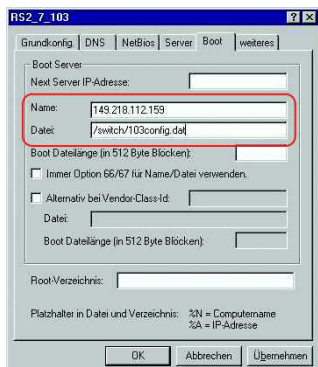 RS2_7_103
Grundkonfig. DNS NetBios Server Boot weiteres
Boot Server
Next Server IP-Adresse:
Name: 149.218.112.159
Datei: /switch/103config.dat
Boot Dateilänge (in 512 Byte Blöcken):
Immer Option 66/67 für Name/Datei verwenden.
Alternativ bei Vendor-Class-Id:
Datei:
Boot Dateilänge (in 512 Byte Blöcken):
Root-Verzeichnis:
Platzhalter in Datei und Verzeichnis: %N = Computername
%A = IP-Adresse
OK Abbrechen Übernehmen